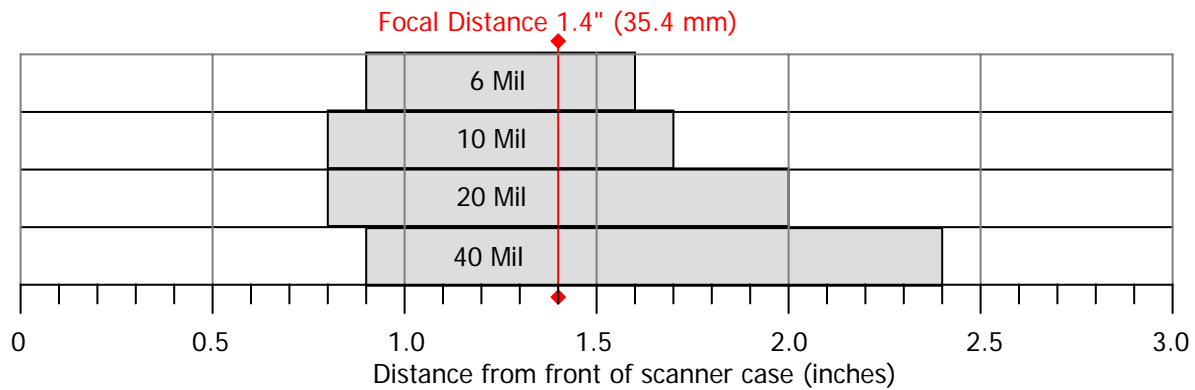 Focal Distance 1.4" (35.4 mm)
6 Mil
10 Mil
20 Mil
40 Mil
0 0.5 1.0 1.5 2.0 2.5 3.0
Distance from front of scanner case (inches)